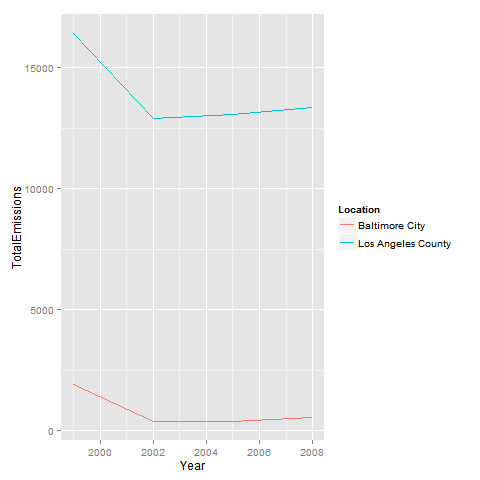 15000
10000
5000
0
TotalEmissions
2000 2002 2004 2006 2008
Year
Location
Baltimore City
Los Angeles County